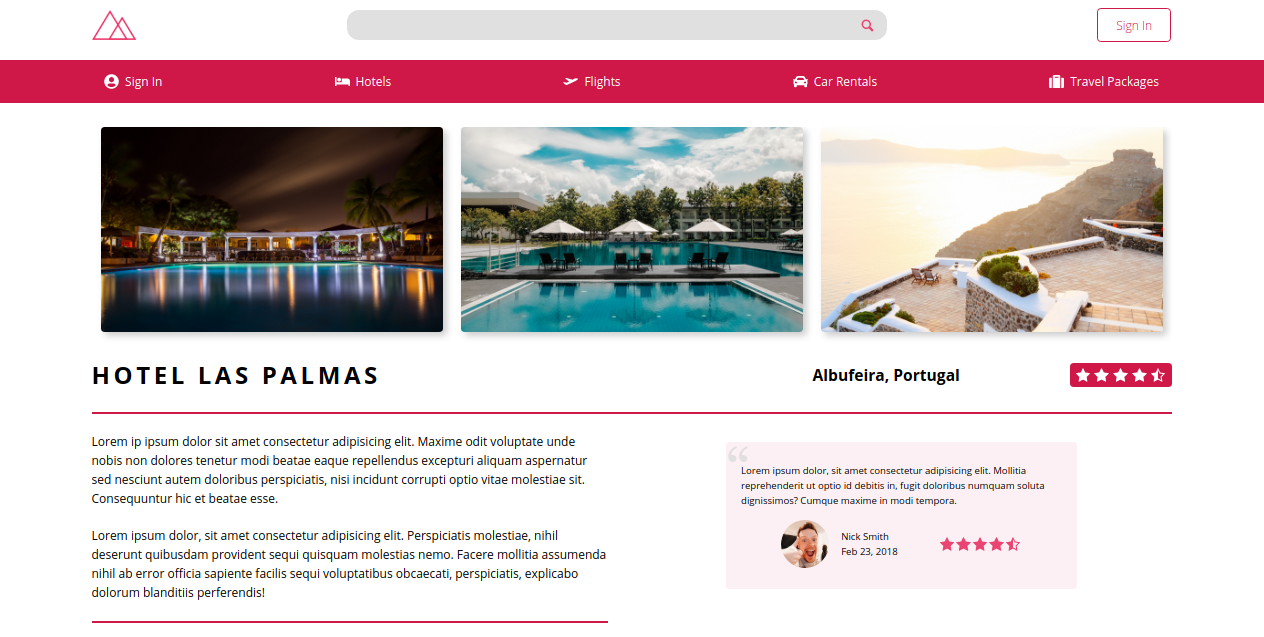 Sign In
Sign In
Hotels
Flights
Car Rentals
Travel Packages
HOTEL LAS PALMAS
Albufeira, Portugal
Lorem ip ipsum dolor sit amet consectetur adipisicing elit. Maxime odit voluptate unde
nobis non dolores tenetur modi beatae eaque repellendus excepturi aliquam aspernatur
sed nesciunt autem doloribus perspiciatis, nisi incidunt corrupti optio vitae molestiae sit.
Consequuntur hic et beatae esse.
Lorem ipsum dolor, sit amet consectetur adipisicing elit. Perspiciatis molestiae, nihil
deserunt quibusdam provident sequi quisquam molestias nemo. Facere mollitia assumenda
nihil ab error officia sapiente facilis sequi voluptatibus obcaecati, perspiciatis, explicabo
dolorum blanditiis perferendis!
“
Lorem ipsum dolor, sit amet consectetur adipisicing elit. Mollitia
reprehenderit ut optio id debitis in, fugit doloribus numquam soluta
dignissimos? Cumque maxime in modi tempora.
Nick Smith
Feb 23, 2018